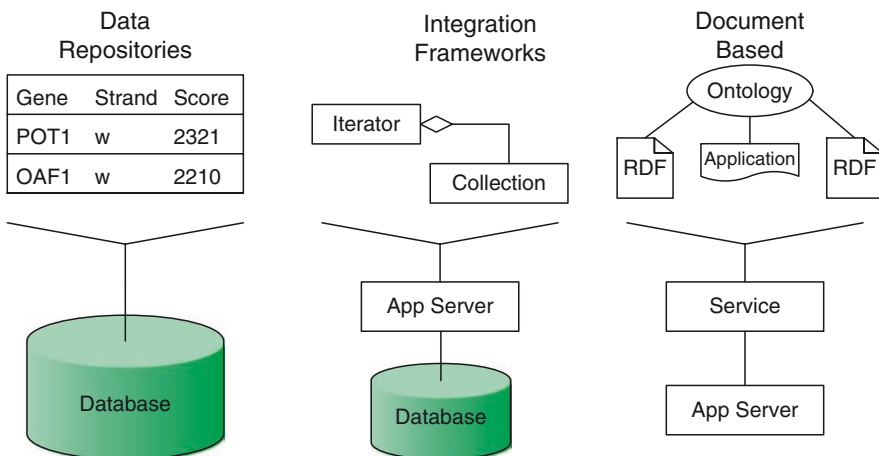 Data
Repositories
Gene Strand Score
POT1 w 2321
OAF1 w 2210
Database
Integration
Frameworks
Iterator
Collection
App Server
Database
Document
Based
Ontology
RDF
Application
RDF
Service
App Server